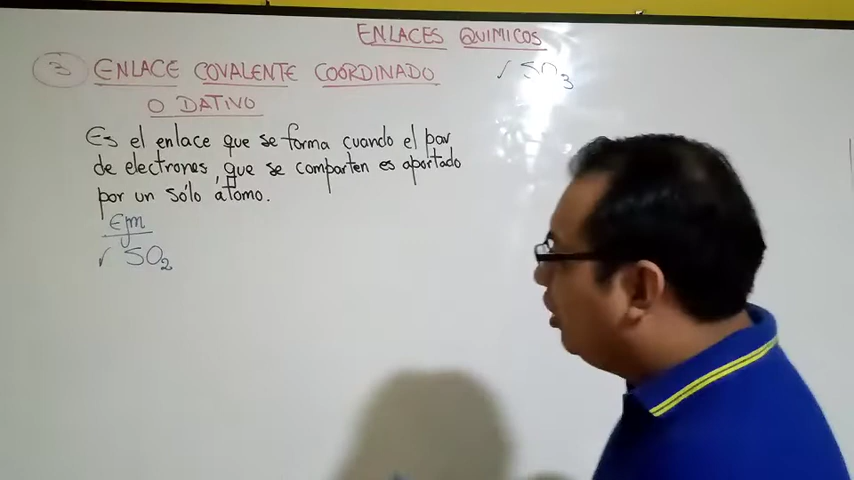 ENLACES QUIMICOS
3 ENLACE COVALENTE COORDINADO
O DATIVO
Es el enlace que se forma cuando el par
de electrones, que se comparten es aportado
por un sólo átomo.
Ejm
✓ SO2
✓ SO3